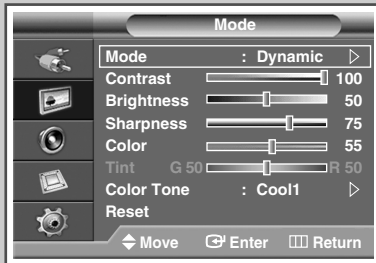 Mode
Mode : Dynamic
Contrast 100
Brightness 50
Sharpness 75
Color 55
Tint G 50 R 50
Color Tone : Cool1
Reset
Move Enter Return